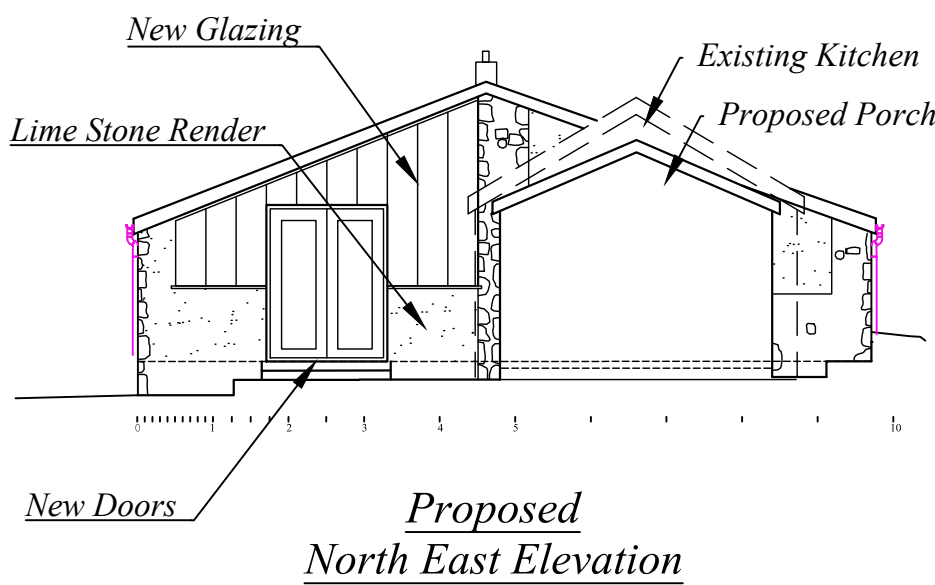 New Glazing
Existing Kitchen
Proposed Porch
Lime Stone Render
0 1 2 3 4 5 10
New Doors
Proposed
North East Elevation